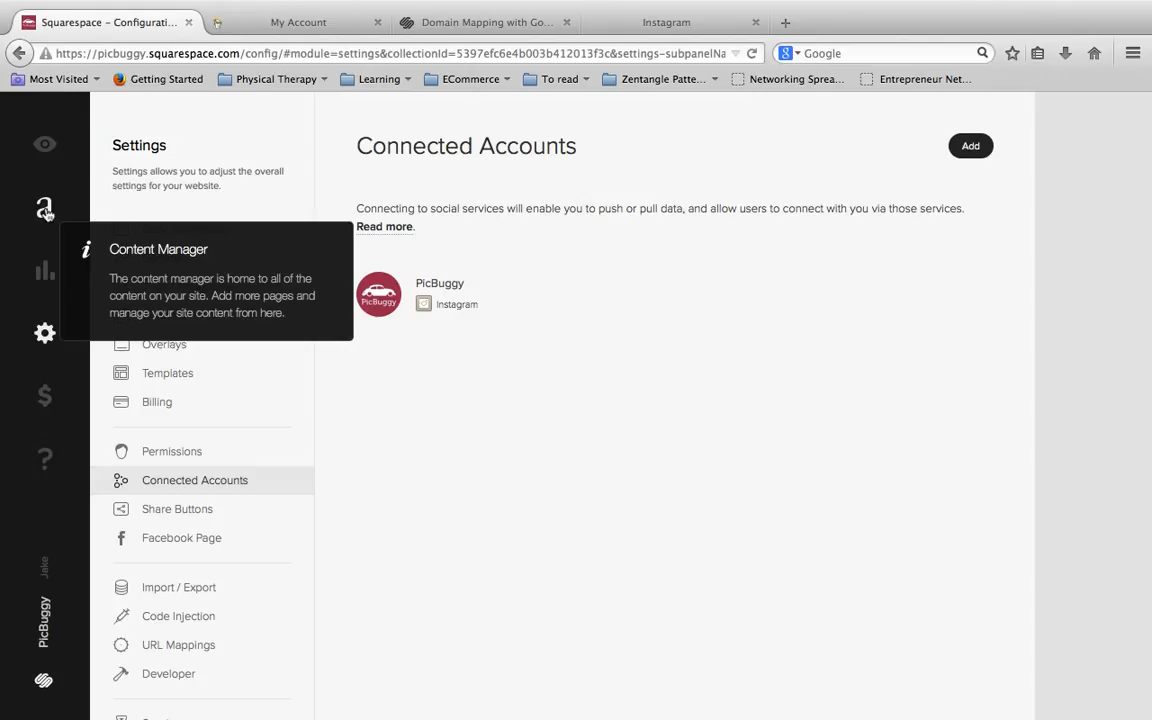 Squarespace – Configurati...
My Account
Domain Mapping with Go...
Instagram
https://picbuggy.squarespace.com/config/#module=settings&collectionId=5397efc6e4b003b412013f3c&settings-subpanelNa
Google
Most Visited
Getting Started
Physical Therapy
Learning
ECommerce
To read
Zentangle Patte...
Networking Sprea...
Entrepreneur Net...
Settings
Settings allows you to adjust the overall
settings for your website.
Connected Accounts
Add
Connecting to social services will enable you to push or pull data, and allow users to connect with you via those services.
Read more.
Content Manager
The content manager is home to all of the
content on your site. Add more pages and
manage your site content from here.
PicBuggy
PicBuggy
Instagram
Overlays
Templates
Billing
Permissions
Connected Accounts
Share Buttons
Facebook Page
Import / Export
Code Injection
URL Mappings
Developer
Jake
PicBuggy